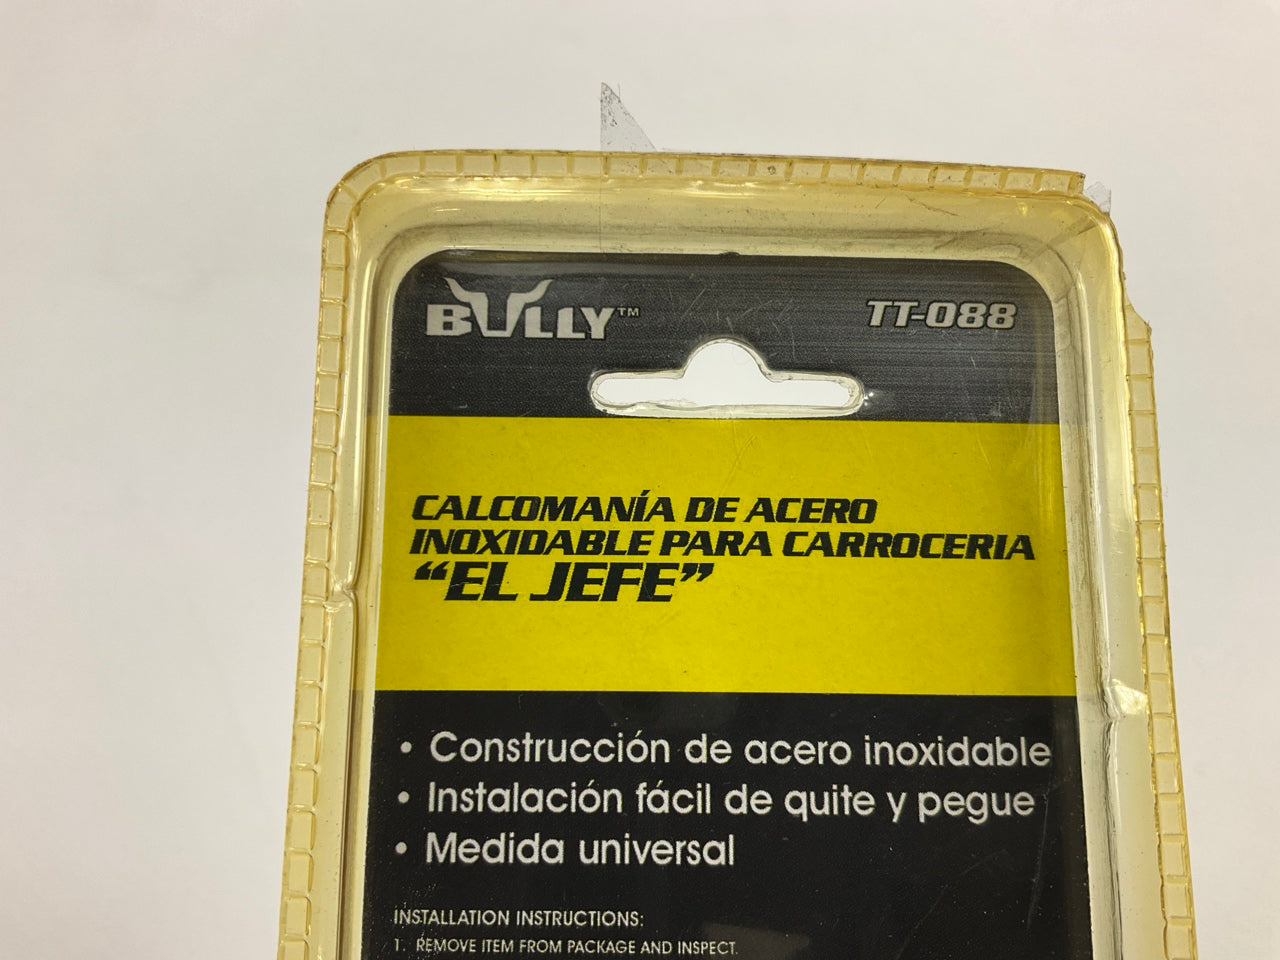 BULLY™ TT-088
CALCOMANÍA DE ACERO
INOXIDABLE PARA CARROCERIA
“EL JEFE”
• Construcción de acero inoxidable
• Instalación fácil de quite y pegue
• Medida universal
INSTALLATION INSTRUCTIONS:
1. REMOVE ITEM FROM PACKAGE AND INSPECT.